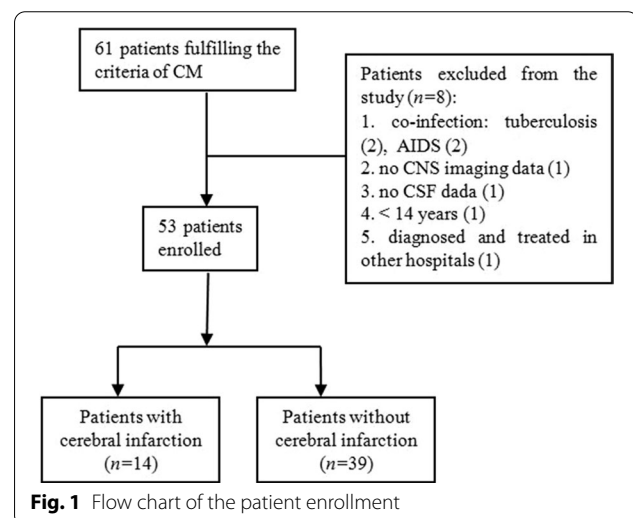 61 patients fulfilling the
criteria of CM
Patients excluded from the
study (n=8):
1. co-infection: tuberculosis
(2), AIDS (2)
2. no CNS imaging data (1)
3. no CSF dada (1)
4. < 14 years (1)
5. diagnosed and treated in
other hospitals (1)
53 patients
enrolled
Patients with
cerebral infarction
(n=14)
Patients without
cerebral infarction
(n=39)
Fig. 1 Flow chart of the patient enrollment